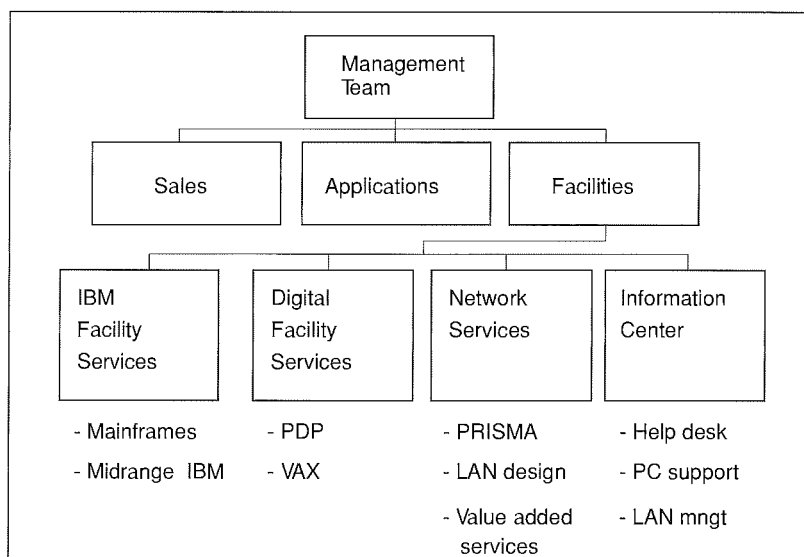 Management
Team
Sales
Applications
Facilities
IBM
Facility
Services
Digital
Facility
Services
Network
Services
Information
Center
- Mainframes
- Midrange IBM
- PDP
- VAX
- PRISMA
- LAN design
- Value added
services
- Help desk
- PC support
- LAN mngt